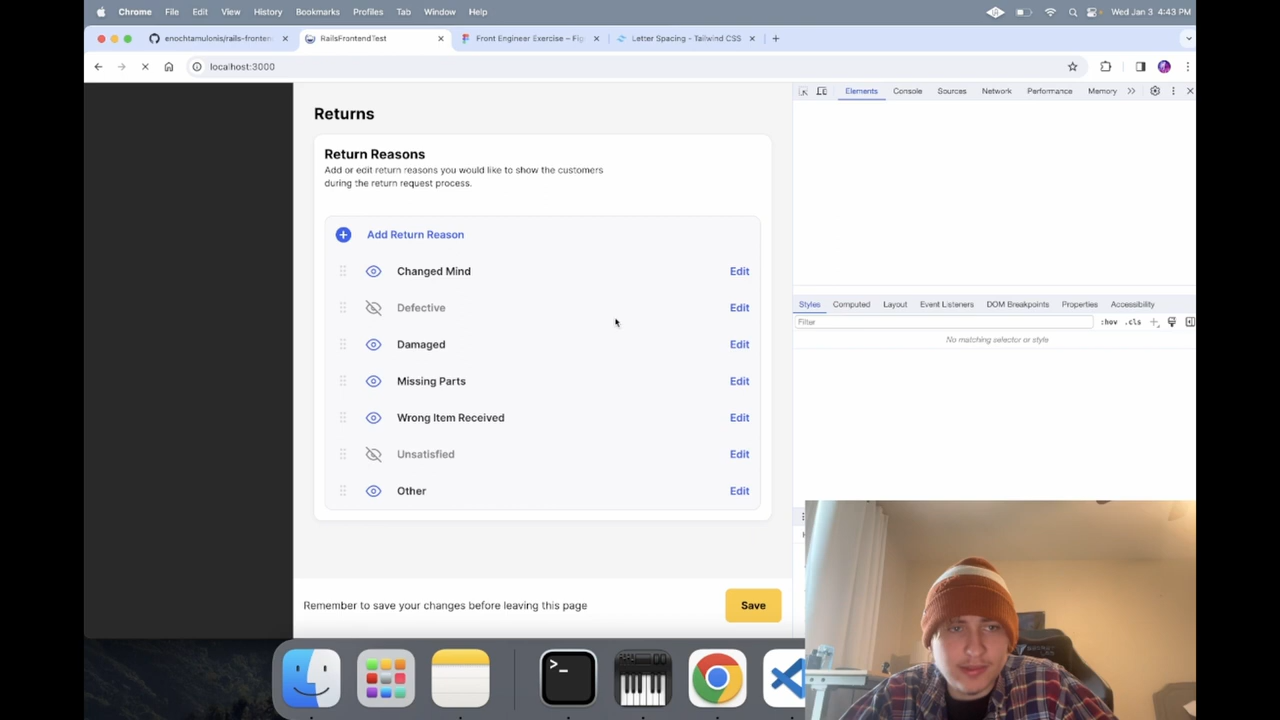 Chrome File Edit View History Bookmarks Profiles Tab Window Help Wed Jan 3 4:43 PM
enochtamulonis/rails-fronten RailsFrontendTest Front Engineer Exercise – Fig Letter Spacing - Tailwind CSS
localhost:3000
Elements Console Sources Network Performance Memory
Returns
Return Reasons
Add or edit return reasons you would like to show the customers
during the return request process.
Add Return Reason
Changed Mind Edit
Defective Edit
Damaged Edit
Missing Parts Edit
Wrong Item Received Edit
Unsatisfied Edit
Other Edit
Remember to save your changes before leaving this page Save
Styles Computed Layout Event Listeners DOM Breakpoints Properties Accessibility
Filter :hov .cls
No matching selector or style